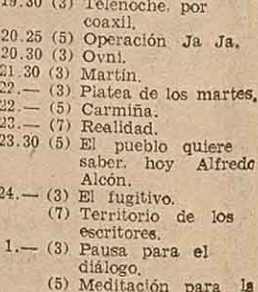 19.30 (3) Telenoche. por
coaxil.
20.25 (5) Operación Ja Ja.
20.30 (3) Ovni.
21.30 (3) Martín.
22.— (3) Platea de los martes.
22.— (5) Carmiña.
23.— (7) Realidad.
23.30 (5) El pueblo quiere
saber. hoy Alfredo
Alcón.
24.— (3) El fugitivo.
(7) Territorio de los
escritores.
1.— (3) Pausa para el
diálogo.
(5) Meditación para la